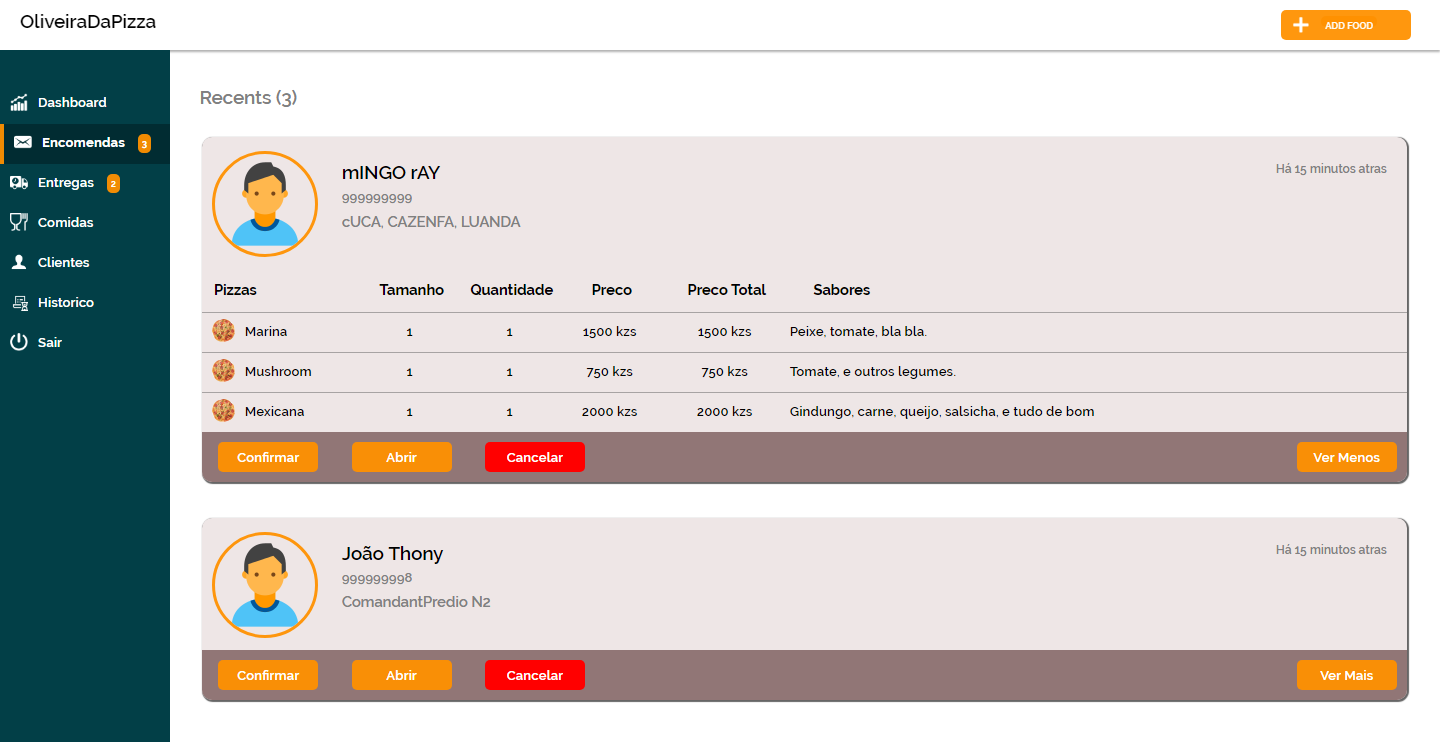 OliveiraDaPizza
ADD FOOD
Dashboard
Encomendas 3
Entregas 2
Comidas
Clientes
Historico
Sair
Recents (3)
mINGO rAY
Há 15 minutos atras
999999999
cUCA, CAZENFA, LUANDA
Pizzas Tamanho Quantidade Preco Preco Total Sabores
Marina 1 1 1500 kzs 1500 kzs Peixe, tomate, bla bla.
Mushroom 1 1 750 kzs 750 kzs Tomate, e outros legumes.
Mexicana 1 1 2000 kzs 2000 kzs Gindungo, carne, queijo, salsicha, e tudo de bom
Confirmar Abrir Cancelar Ver Menos
João Thony
Há 15 minutos atras
999999998
ComandantPredio N2
Confirmar Abrir Cancelar Ver Mais